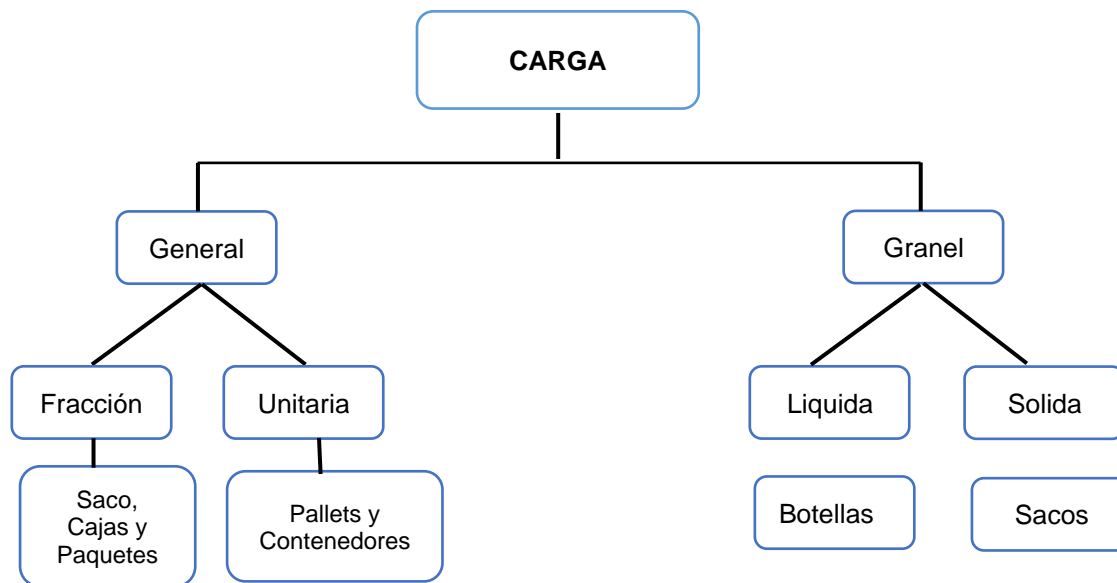 CARGA
General
Granel
Fracción
Unitaria
Liquida
Solida
Saco,
Cajas y
Paquetes
Pallets y
Contenedores
Botellas
Sacos